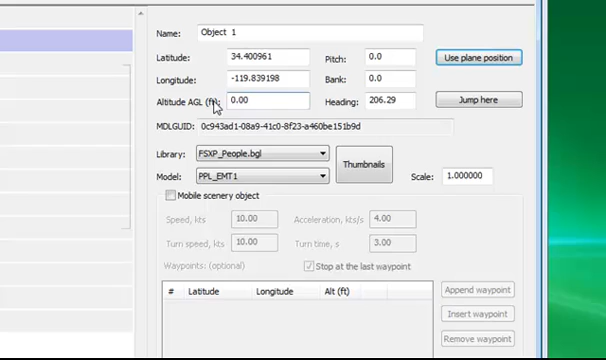 Name: Object 1
Latitude: 34.400961 Pitch: 0.0 Use plane position
Longitude: -119.839198 Bank: 0.0
Altitude AGL (ft): 0.00 Heading: 206.29 Jump here
MDLGUID: 0c943ad1-08a9-41c0-8f23-a460be151b9d
Library: FSXP_People.bgl
Thumbnails
Model: PPL_EMT1 Scale: 1.000000
Mobile scenery object
Speed, kts 10.00 Acceleration, kts/s 4.00
Turn speed, kts 10.00 Turn time, s 3.00
Waypoints: (optional) Stop at the last waypoint
# Latitude Longitude Alt (ft) Append waypoint
Insert waypoint
Remove waypoint